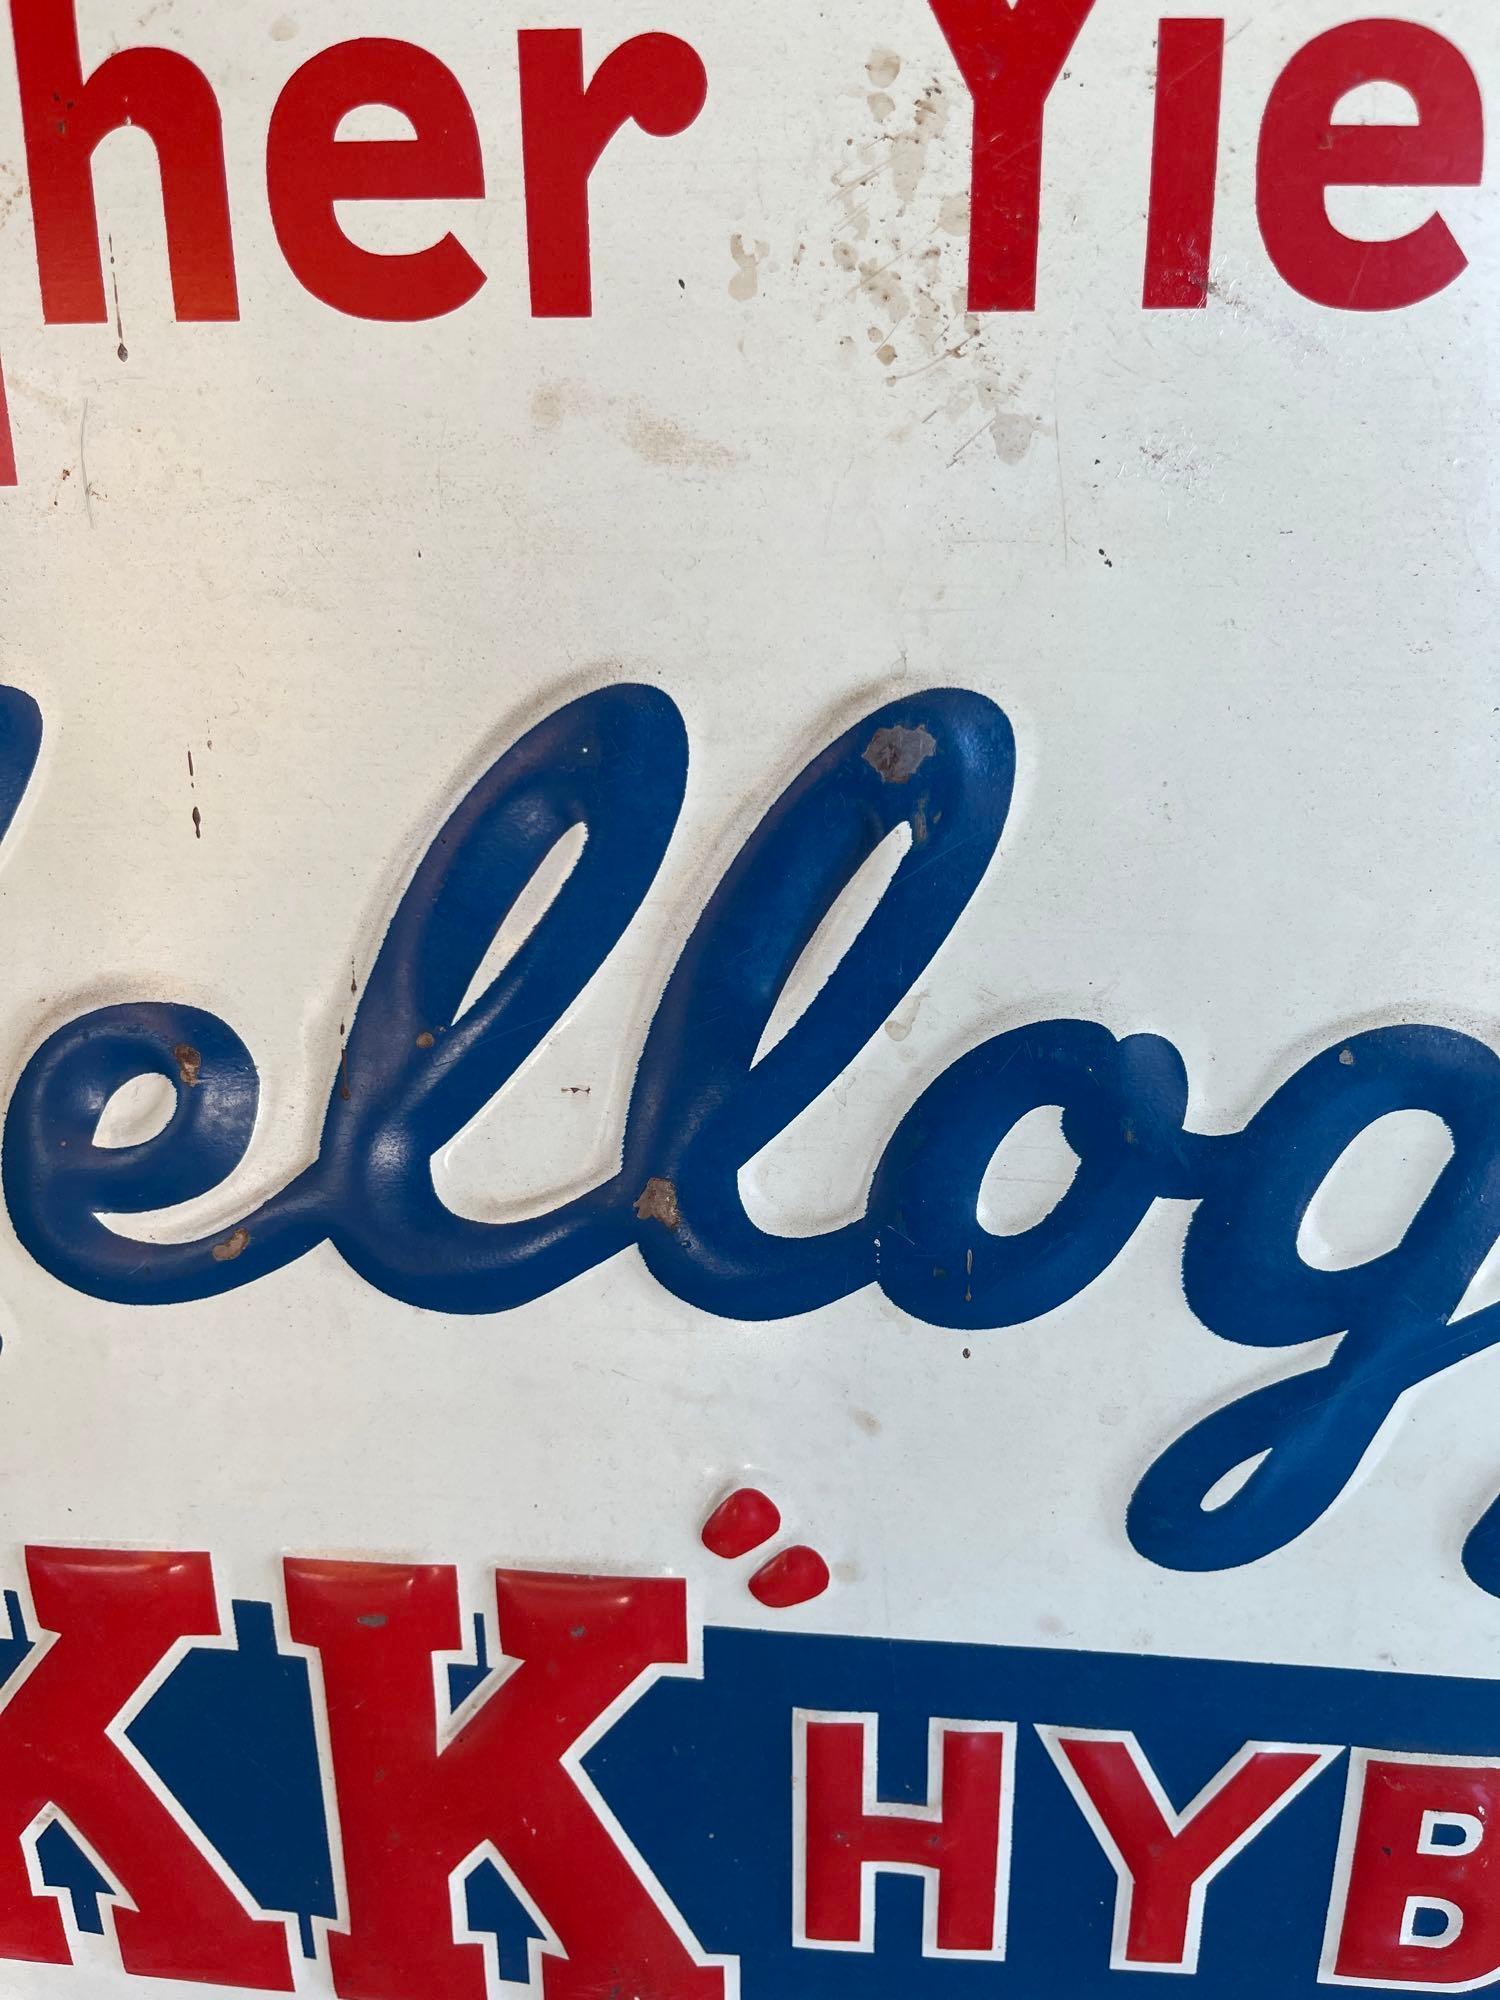 her Yie
ellog
KK" HYB